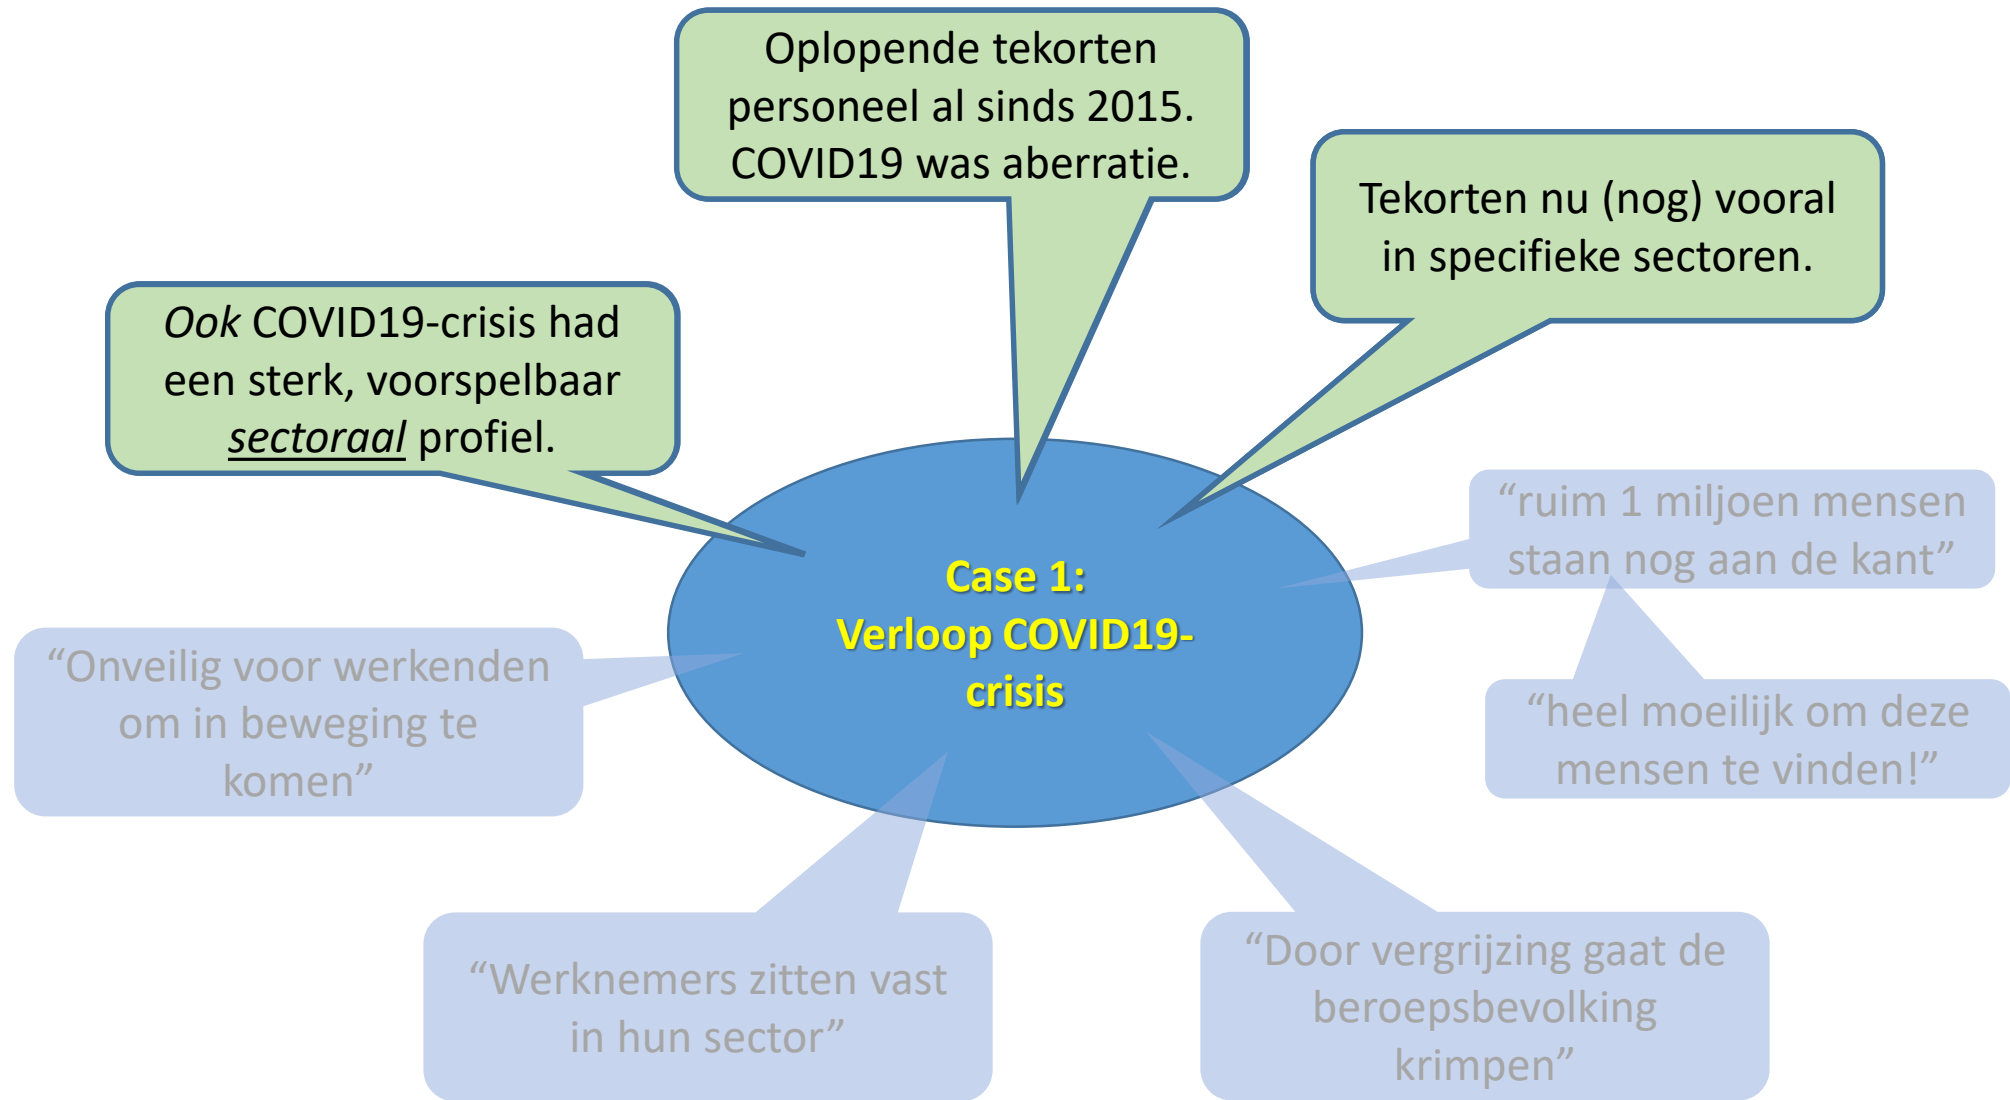 Oplopende tekorten
personeel al sinds 2015.
COVID19 was aberratie.
Tekorten nu (nog) vooral
in specifieke sectoren.
Ook COVID19-crisis had
een sterk, voorspelbaar
sectoraal profiel.
“ruim 1 miljoen mensen
staan nog aan de kant”
Case 1:
Verloop COVID19-
crisis
“Onveilig voor werkenden
om in beweging te
komen”
“heel moeilijk om deze
mensen te vinden!”
“Werknemers zitten vast
in hun sector”
“Door vergrijzing gaat de
beroepsbevolking
krimpen”